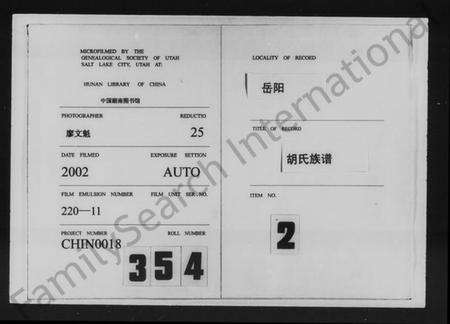 MICROFILMED BY THE
GENEALOGICAL SOCIETY OF UTAH
SALT LAKE CITY, UTAH AT:
HUNAN LIBRARY OF CHINA
中国湖南图书馆
PHOTOGRAPHER REDUCTIO
廖文魁 25
DATE FILMED EXPOSURE SETTION
2002 AUTO
FILM EMULSION NUMBER FILM UNIT SER. NO.
220—11
PROJECT NUMBER ROLL NUMBER
CHIN0018
354
LOCALITY OF RECORD
岳阳
TITLE OF RECORD
胡氏族谱
ITEM NO.
2
FamilySearch International